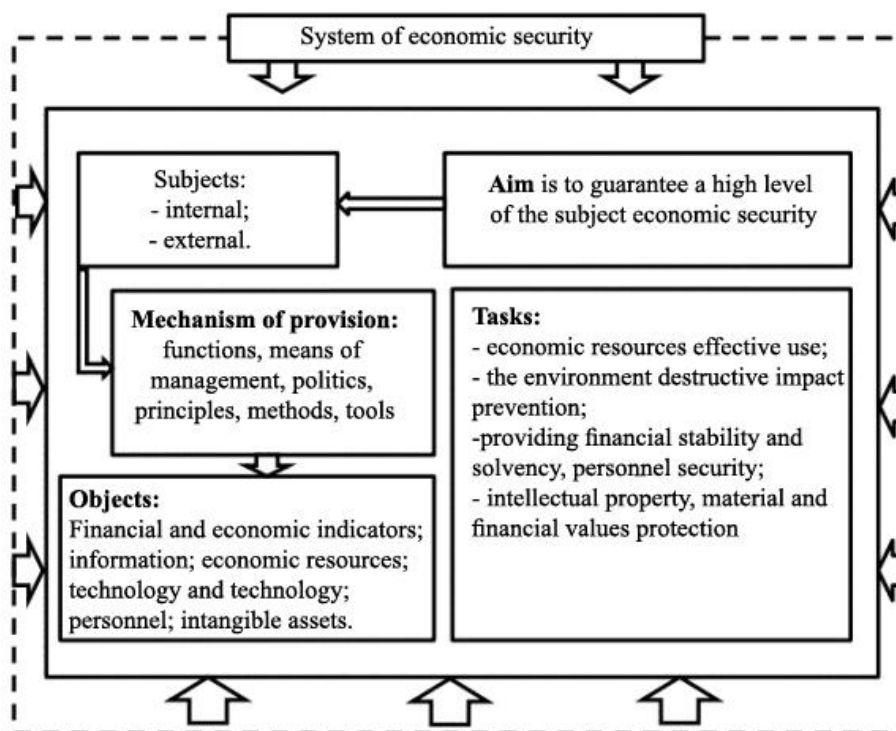 System of economic security
Subjects:
- internal;
- external.
Aim is to guarantee a high level
of the subject economic security
Mechanism of provision:
functions, means of
management, politics,
principles, methods, tools
Tasks:
- economic resources effective use;
- the environment destructive impact
prevention;
-providing financial stability and
solvency, personnel security;
- intellectual property, material and
financial values protection
Objects:
Financial and economic indicators;
information; economic resources;
technology and technology;
personnel; intangible assets.